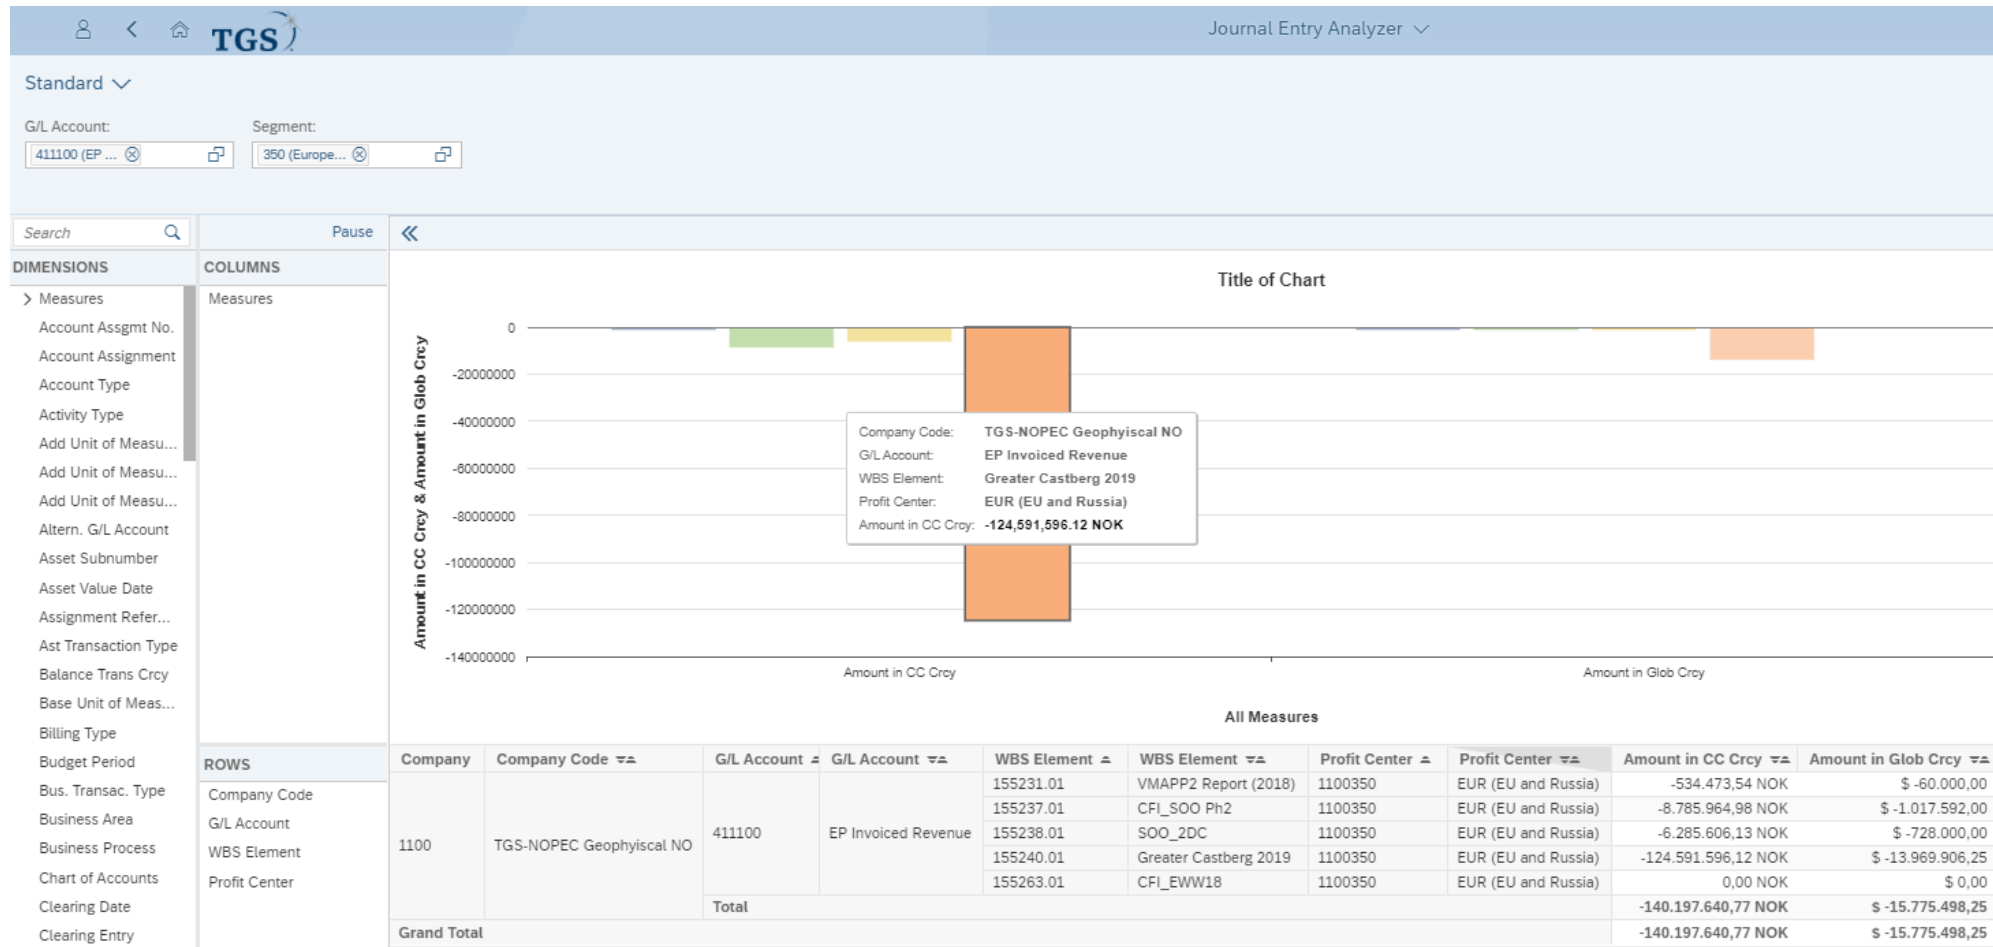 TGS
Journal Entry Analyzer
Standard
G/L Account: Segment:
411100 (EP ... 350 (Europe...
Search Pause
DIMENSIONS COLUMNS
Measures Measures
Account Assgmt No.
Account Assignment
Account Type
Activity Type
Add Unit of Measu...
Add Unit of Measu...
Add Unit of Measu...
Altern. G/L Account
Asset Subnumber
Asset Value Date
Assignment Refer...
Ast Transaction Type
Balance Trans Crcy
Base Unit of Meas...
Billing Type
Budget Period
Bus. Transac. Type
Business Area
Business Process
Chart of Accounts
Clearing Date
Clearing Entry
ROWS
Company Code
G/L Account
WBS Element
Profit Center
Title of Chart
Amount in CC Crcy & Amount in Glob Crcy
0
-20000000
-40000000
-60000000
-80000000
-100000000
-120000000
-140000000
Company Code: TGS-NOPEC Geophyiscal NO
G/L Account: EP Invoiced Revenue
WBS Element: Greater Castberg 2019
Profit Center: EUR (EU and Russia)
Amount in CC Crcy: -124,591,596.12 NOK
Amount in CC Crcy Amount in Glob Crcy
All Measures
Company Company Code G/L Account G/L Account WBS Element WBS Element Profit Center Profit Center Amount in CC Crcy Amount in Glob Crcy
155231.01 VMAPP2 Report (2018) 1100350 EUR (EU and Russia) -534.473,54 NOK $ -60.000,00
155237.01 CFI_SOO Ph2 1100350 EUR (EU and Russia) -8.785.964,98 NOK $ -1.017.592,00
1100 TGS-NOPEC Geophyiscal NO 411100 EP Invoiced Revenue 155238.01 SOO_2DC 1100350 EUR (EU and Russia) -6.285.606,13 NOK $ -728.000,00
155240.01 Greater Castberg 2019 1100350 EUR (EU and Russia) -124.591.596,12 NOK $ -13.969.906,25
155263.01 CFI_EWW18 1100350 EUR (EU and Russia) 0,00 NOK $ 0,00
Total -140.197.640,77 NOK $ -15.775.498,25
Grand Total -140.197.640,77 NOK $ -15.775.498,25